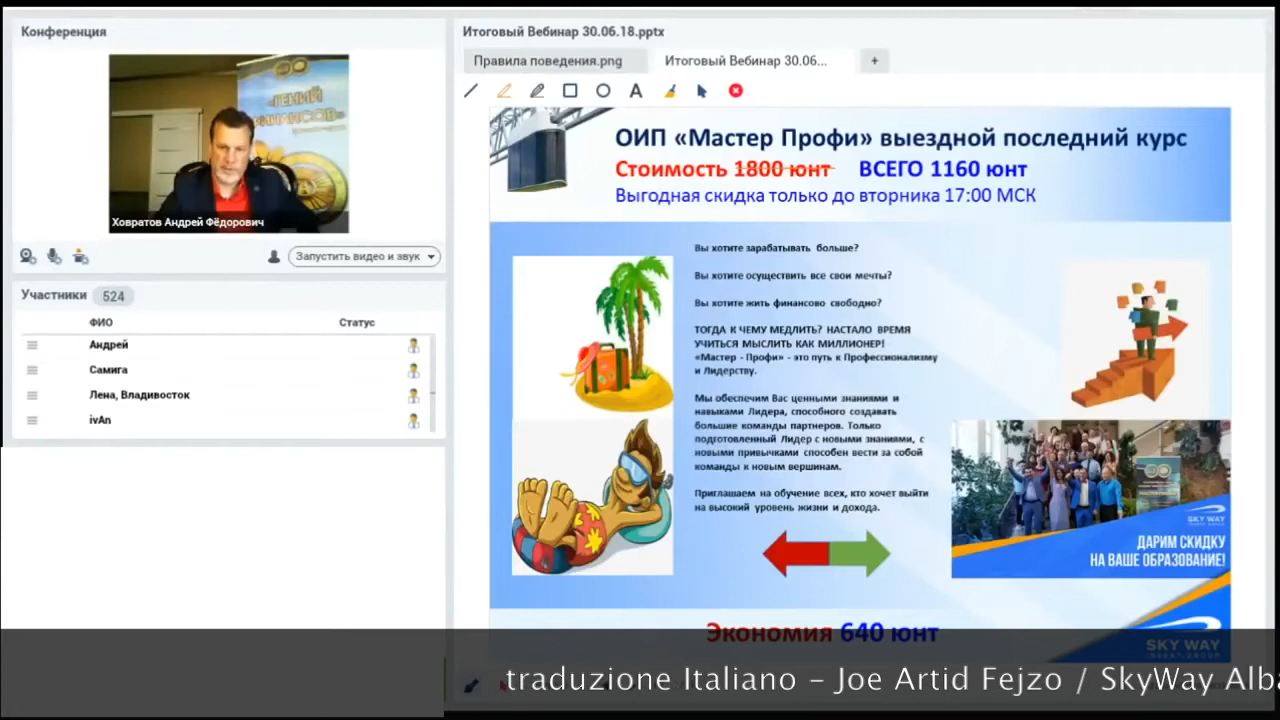 Конференция
Ховратов Андрей Фёдорович
Запустить видео и звук
Участники 524
ФИО Статус
Андрей
Самига
Лена, Владивосток
ivAn
Итоговый Вебинар 30.06.18.pptx
Правила поведения.png Итоговый Вебинар 30.06... +
A
ОИП «Мастер Профи» выездной последний курс
Стоимость 1800 юнт ВСЕГО 1160 юнт
Выгодная скидка только до вторника 17:00 МСК
Вы хотите зарабатывать больше?
Вы хотите осуществить все свои мечты?
Вы хотите жить финансово свободно?
ТОГДА К ЧЕМУ МЕДЛИТЬ? НАСТАЛО ВРЕМЯ
УЧИТЬСЯ МЫСЛИТЬ КАК МИЛЛИОНЕР!
«Мастер - Профи» - это путь к Профессионализму
и Лидерству.
Мы обеспечим Вас ценными знаниями и
навыками Лидера, способного создавать
большие команды партнеров. Только
подготовленный Лидер с новыми знаниями, с
новыми привычками способен вести за собой
команды к новым вершинам.
Приглашаем на обучение всех, кто хочет выйти
на высокий уровень жизни и дохода.
SKY WAY
ДАРИМ СКИДКУ
НА ВАШЕ ОБРАЗОВАНИЕ!
Экономия 640 юнт
SKY WAY
traduzione Italiano - Joe Artid Fejzo / SkyWay Alba